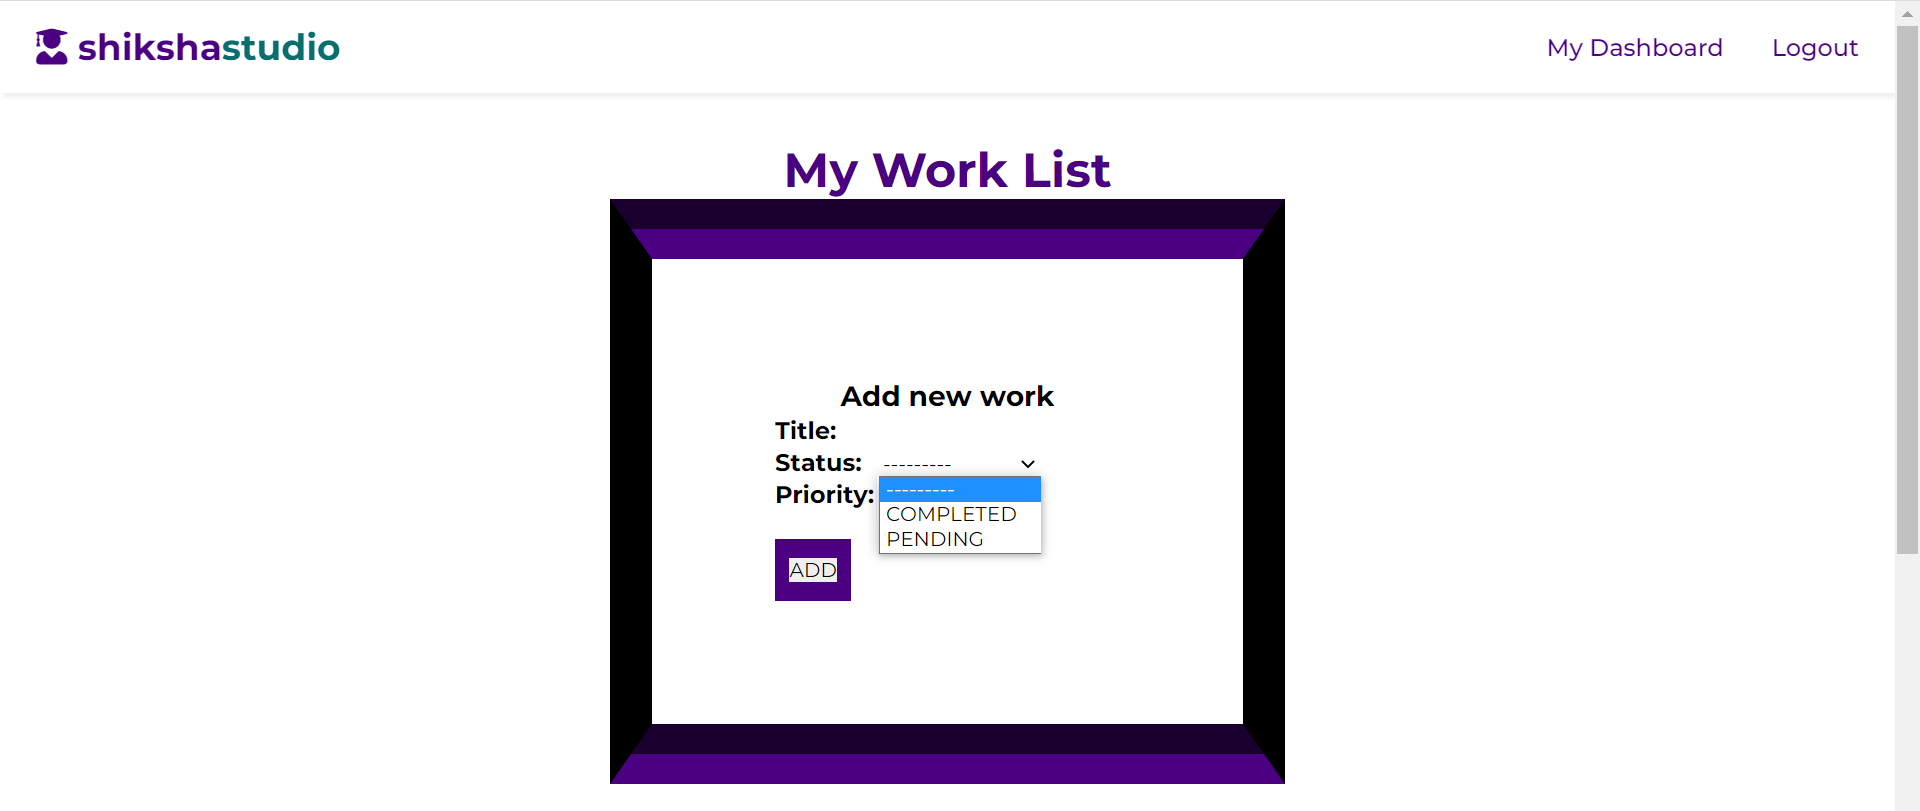 shikshastudio
My Dashboard
Logout
My Work List
Add new work
Title:
Status: ---------
Priority:
---------
COMPLETED
PENDING
ADD